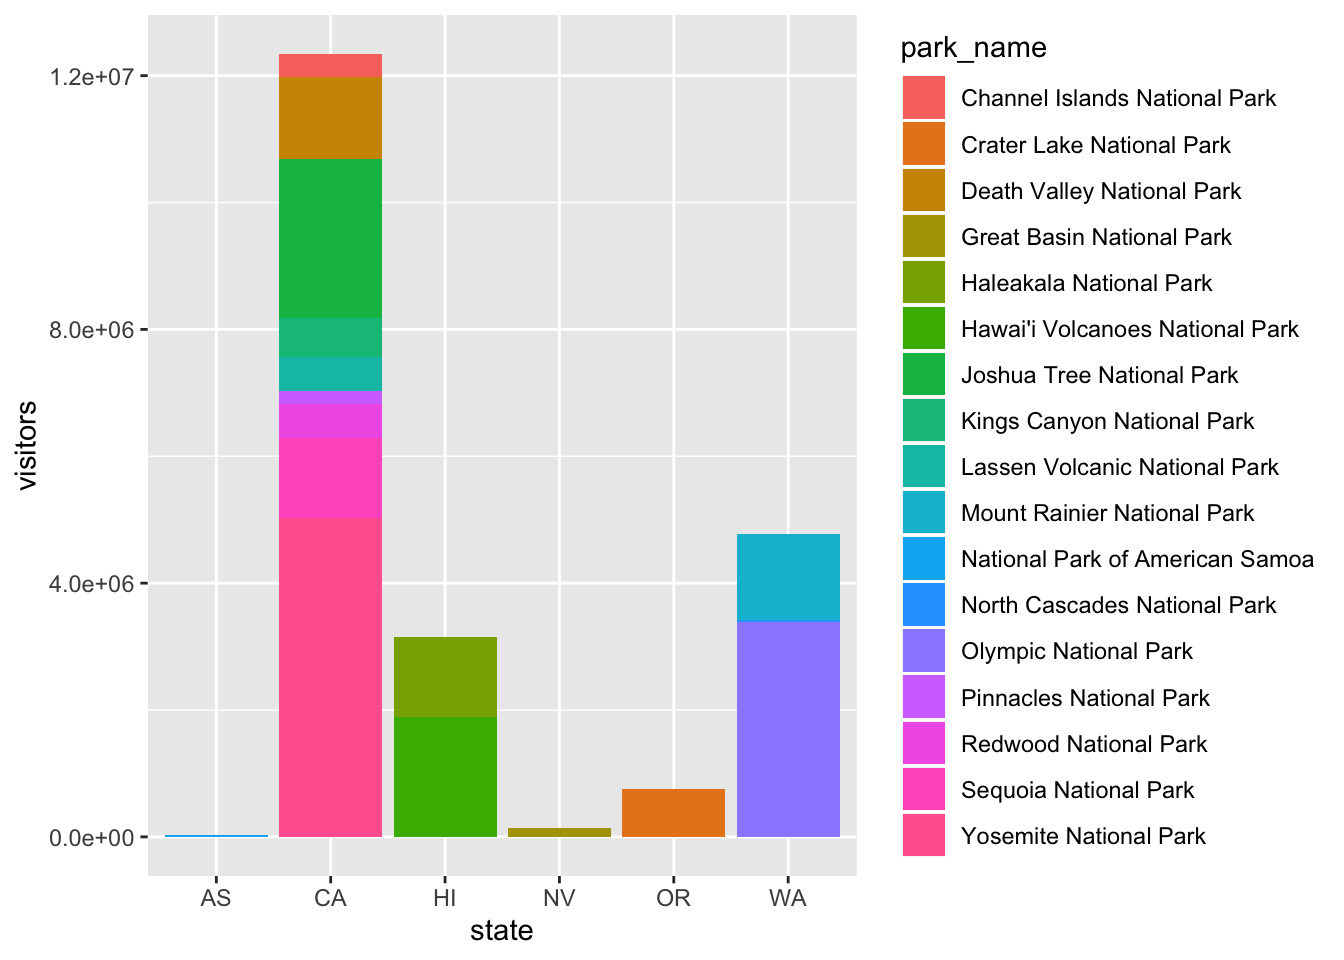 1.2e+07
8.0e+06
4.0e+06
0.0e+00
visitors
AS CA HI NV OR WA
state
park_name
Channel Islands National Park
Crater Lake National Park
Death Valley National Park
Great Basin National Park
Haleakala National Park
Hawai'i Volcanoes National Park
Joshua Tree National Park
Kings Canyon National Park
Lassen Volcanic National Park
Mount Rainier National Park
National Park of American Samoa
North Cascades National Park
Olympic National Park
Pinnacles National Park
Redwood National Park
Sequoia National Park
Yosemite National Park